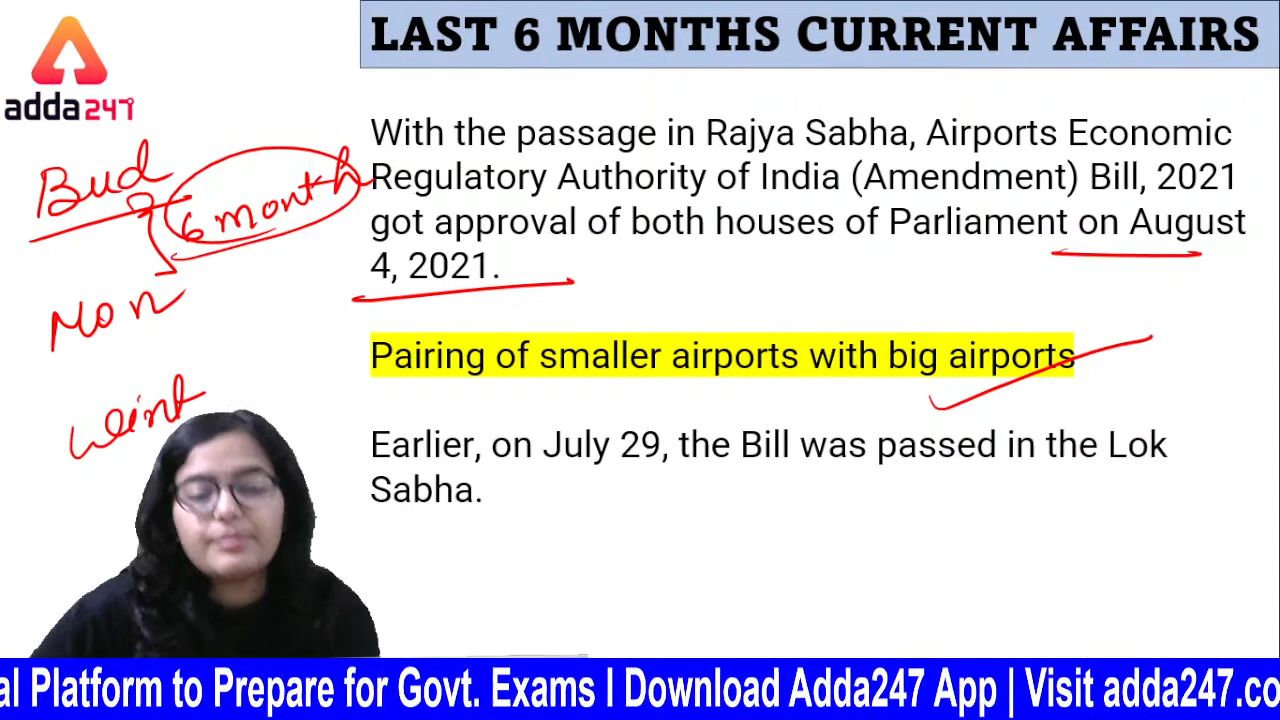 LAST 6 MONTHS CURRENT AFFAIRS
adda247
With the passage in Rajya Sabha, Airports Economic
Regulatory Authority of India (Amendment) Bill, 2021
got approval of both houses of Parliament on August
4, 2021.
Bud
6 month
Mon
Pairing of smaller airports with big airports
Wint
Earlier, on July 29, the Bill was passed in the Lok
Sabha.
al Platform to Prepare for Govt. Exams I Download Adda247 App | Visit adda247.co